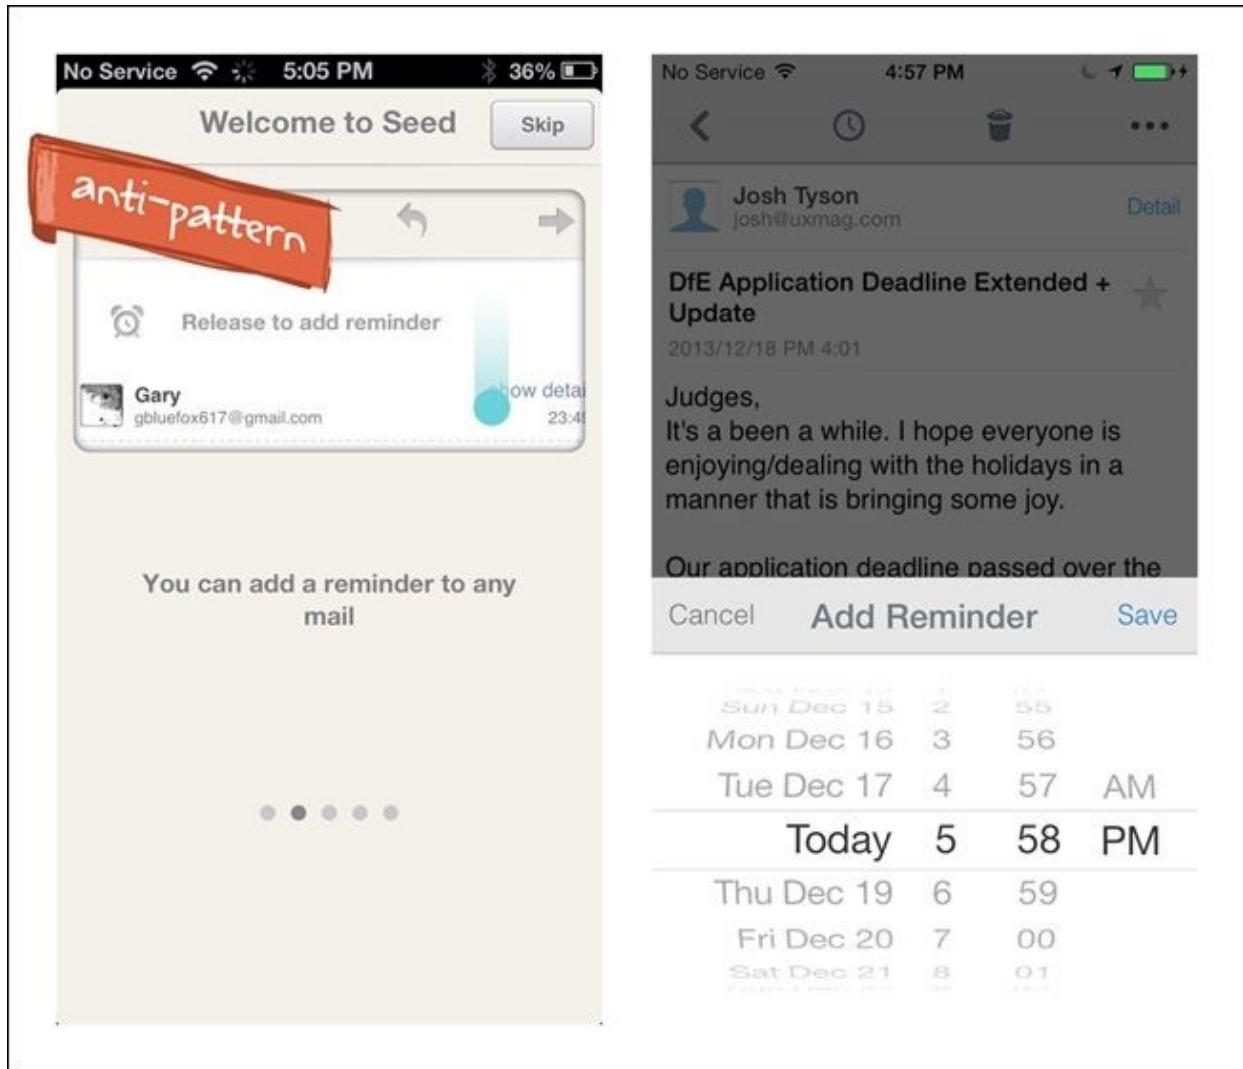 No Service 5:05 PM 36%
Welcome to Seed Skip
anti-pattern
Release to add reminder
Gary
gbluefox617@gmail.com
show detai
23:49
You can add a reminder to any
mail
No Service 4:57 PM
Josh Tyson
josh@uxmag.com
Detail
DfE Application Deadline Extended +
Update
2013/12/18 PM 4:01
Judges,
It's a been a while. I hope everyone is
enjoying/dealing with the holidays in a
manner that is bringing some joy.
Our application deadline passed over the
Cancel Add Reminder Save
Sun Dec 15 2 55
Mon Dec 16 3 56
Tue Dec 17 4 57 AM
Today 5 58 PM
Thu Dec 19 6 59
Fri Dec 20 7 00
Sat Dec 21 8 01